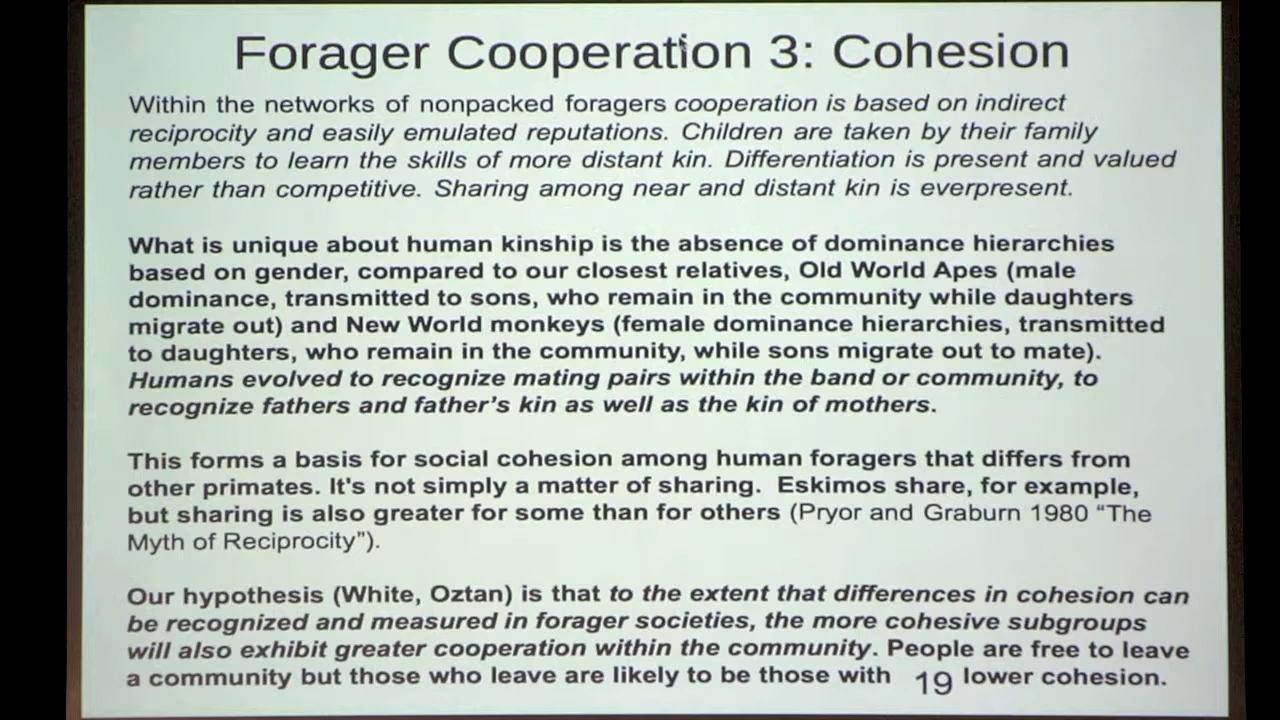 Forager Cooperation 3: Cohesion
Within the networks of nonpacked foragers cooperation is based on indirect
reciprocity and easily emulated reputations. Children are taken by their family
members to learn the skills of more distant kin. Differentiation is present and valued
rather than competitive. Sharing among near and distant kin is everpresent.
What is unique about human kinship is the absence of dominance hierarchies
based on gender, compared to our closest relatives, Old World Apes (male
dominance, transmitted to sons, who remain in the community while daughters
migrate out) and New World monkeys (female dominance hierarchies, transmitted
to daughters, who remain in the community, while sons migrate out to mate).
Humans evolved to recognize mating pairs within the band or community, to
recognize fathers and father's kin as well as the kin of mothers.
This forms a basis for social cohesion among human foragers that differs from
other primates. It's not simply a matter of sharing.  Eskimos share, for example,
but sharing is also greater for some than for others (Pryor and Graburn 1980 “The
Myth of Reciprocity”).
Our hypothesis (White, Oztan) is that to the extent that differences in cohesion can
be recognized and measured in forager societies, the more cohesive subgroups
will also exhibit greater cooperation within the community. People are free to leave
a community but those who leave are likely to be those with 19 lower cohesion.